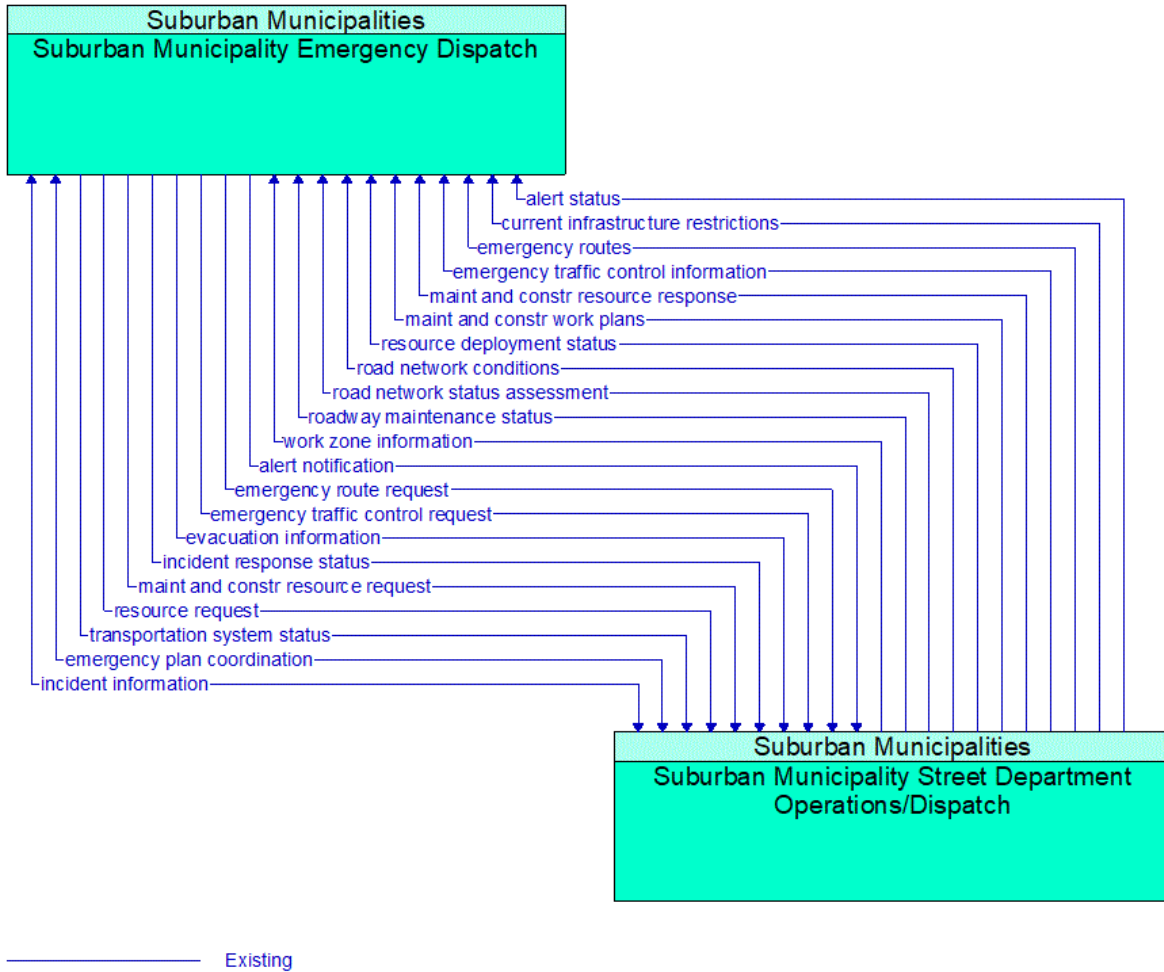 Suburban Municipalities
Suburban Municipality Emergency Dispatch
alert status
current infrastructure restrictions
emergency routes
emergency traffic control information
maint and constr resource response
maint and constr work plans
resource deployment status
road network conditions
road network status assessment
roadway maintenance status
work zone information
alert notification
emergency route request
emergency traffic control request
evacuation information
incident response status
maint and constr resource request
resource request
transportation system status
emergency plan coordination
incident information
Suburban Municipalities
Suburban Municipality Street Department
Operations/Dispatch
Existing